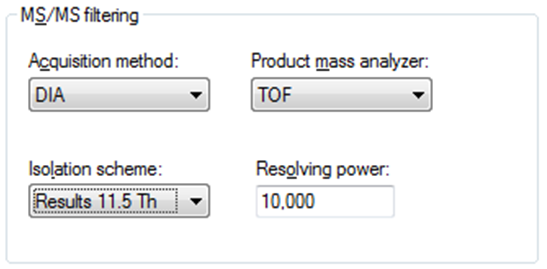 MS/MS filtering
Acquisition method: Product mass analyzer:
DIA TOF
Isolation scheme: Resolving power:
Results 11.5 Th 10,000